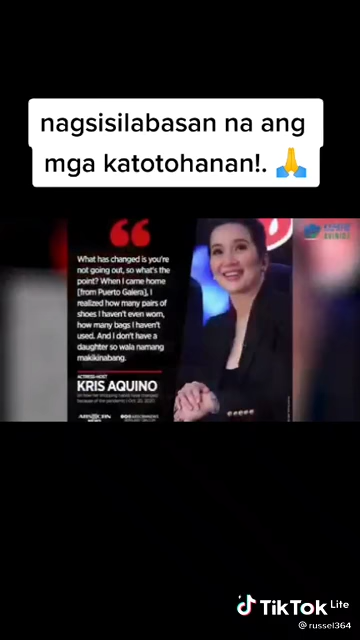 nagsisilabasan na ang
mga katotohanan!. 🙏
What has changed is you're
not going out, so what's the
point? When I came home
[from Puerto Galera], I
realized how many pairs of
shoes I haven't even worn,
how many bags I haven't
used. And I don't have a
daughter so wala namang
makikinabang.
ACTRESS-HOST
KRIS AQUINO
TikTok Lite
@russel364